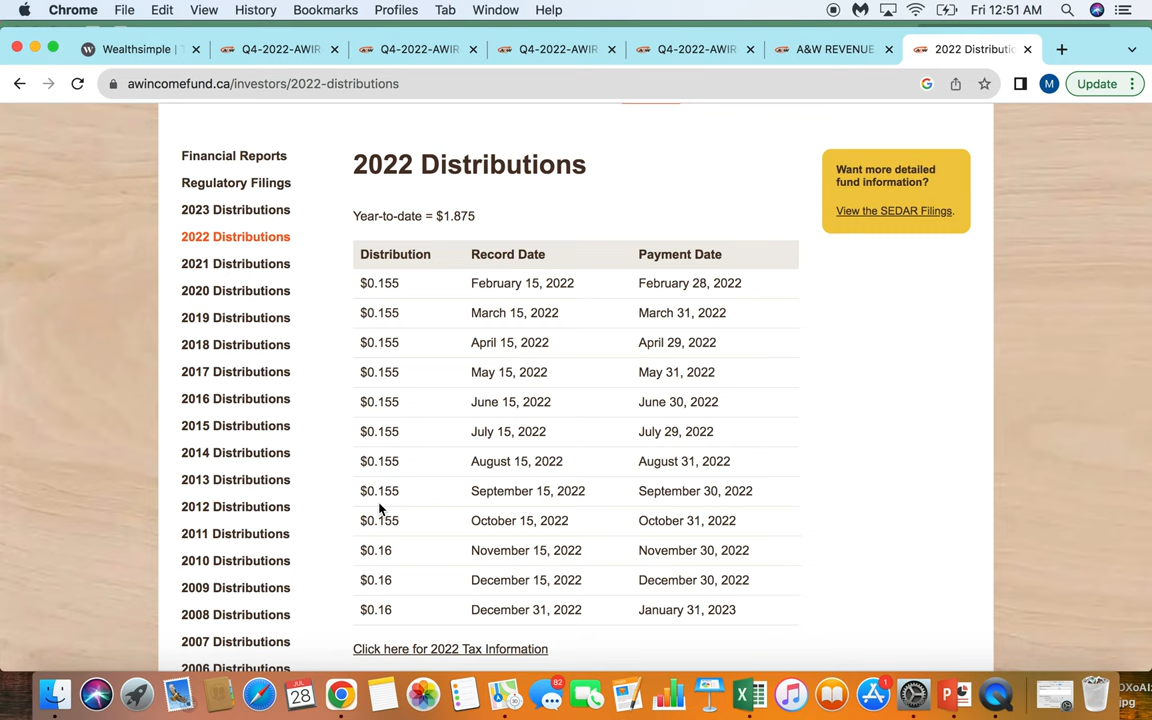 Chrome File Edit View History Bookmarks Profiles Tab Window Help Fri 12:51 AM
Wealthsimple | Q4-2022-AWIR Q4-2022-AWIR Q4-2022-AWIR Q4-2022-AWIR A&W REVENUE 2022 Distributic
awincomefund.ca/investors/2022-distributions M Update
Financial Reports
Regulatory Filings
2023 Distributions
2022 Distributions
2021 Distributions
2020 Distributions
2019 Distributions
2018 Distributions
2017 Distributions
2016 Distributions
2015 Distributions
2014 Distributions
2013 Distributions
2012 Distributions
2011 Distributions
2010 Distributions
2009 Distributions
2008 Distributions
2007 Distributions
2006 Distributions
2022 Distributions
Year-to-date = $1.875
Distribution Record Date Payment Date
$0.155 February 15, 2022 February 28, 2022
$0.155 March 15, 2022 March 31, 2022
$0.155 April 15, 2022 April 29, 2022
$0.155 May 15, 2022 May 31, 2022
$0.155 June 15, 2022 June 30, 2022
$0.155 July 15, 2022 July 29, 2022
$0.155 August 15, 2022 August 31, 2022
$0.155 September 15, 2022 September 30, 2022
$0.155 October 15, 2022 October 31, 2022
$0.16 November 15, 2022 November 30, 2022
$0.16 December 15, 2022 December 30, 2022
$0.16 December 31, 2022 January 31, 2023
Click here for 2022 Tax Information
Want more detailed
fund information?
View the SEDAR Filings.
82
JUL
28
1
DXoAl
jpg